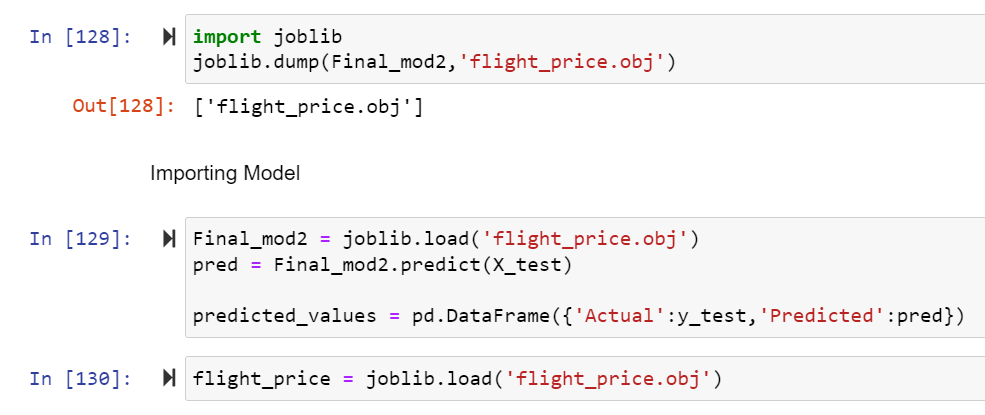 In [128]: import joblib
joblib.dump(Final_mod2,'flight_price.obj')
Out[128]: ['flight_price.obj']
Importing Model
In [129]: Final_mod2 = joblib.load('flight_price.obj')
pred = Final_mod2.predict(X_test)
predicted_values = pd.DataFrame({'Actual':y_test,'Predicted':pred})
In [130]: flight_price = joblib.load('flight_price.obj')